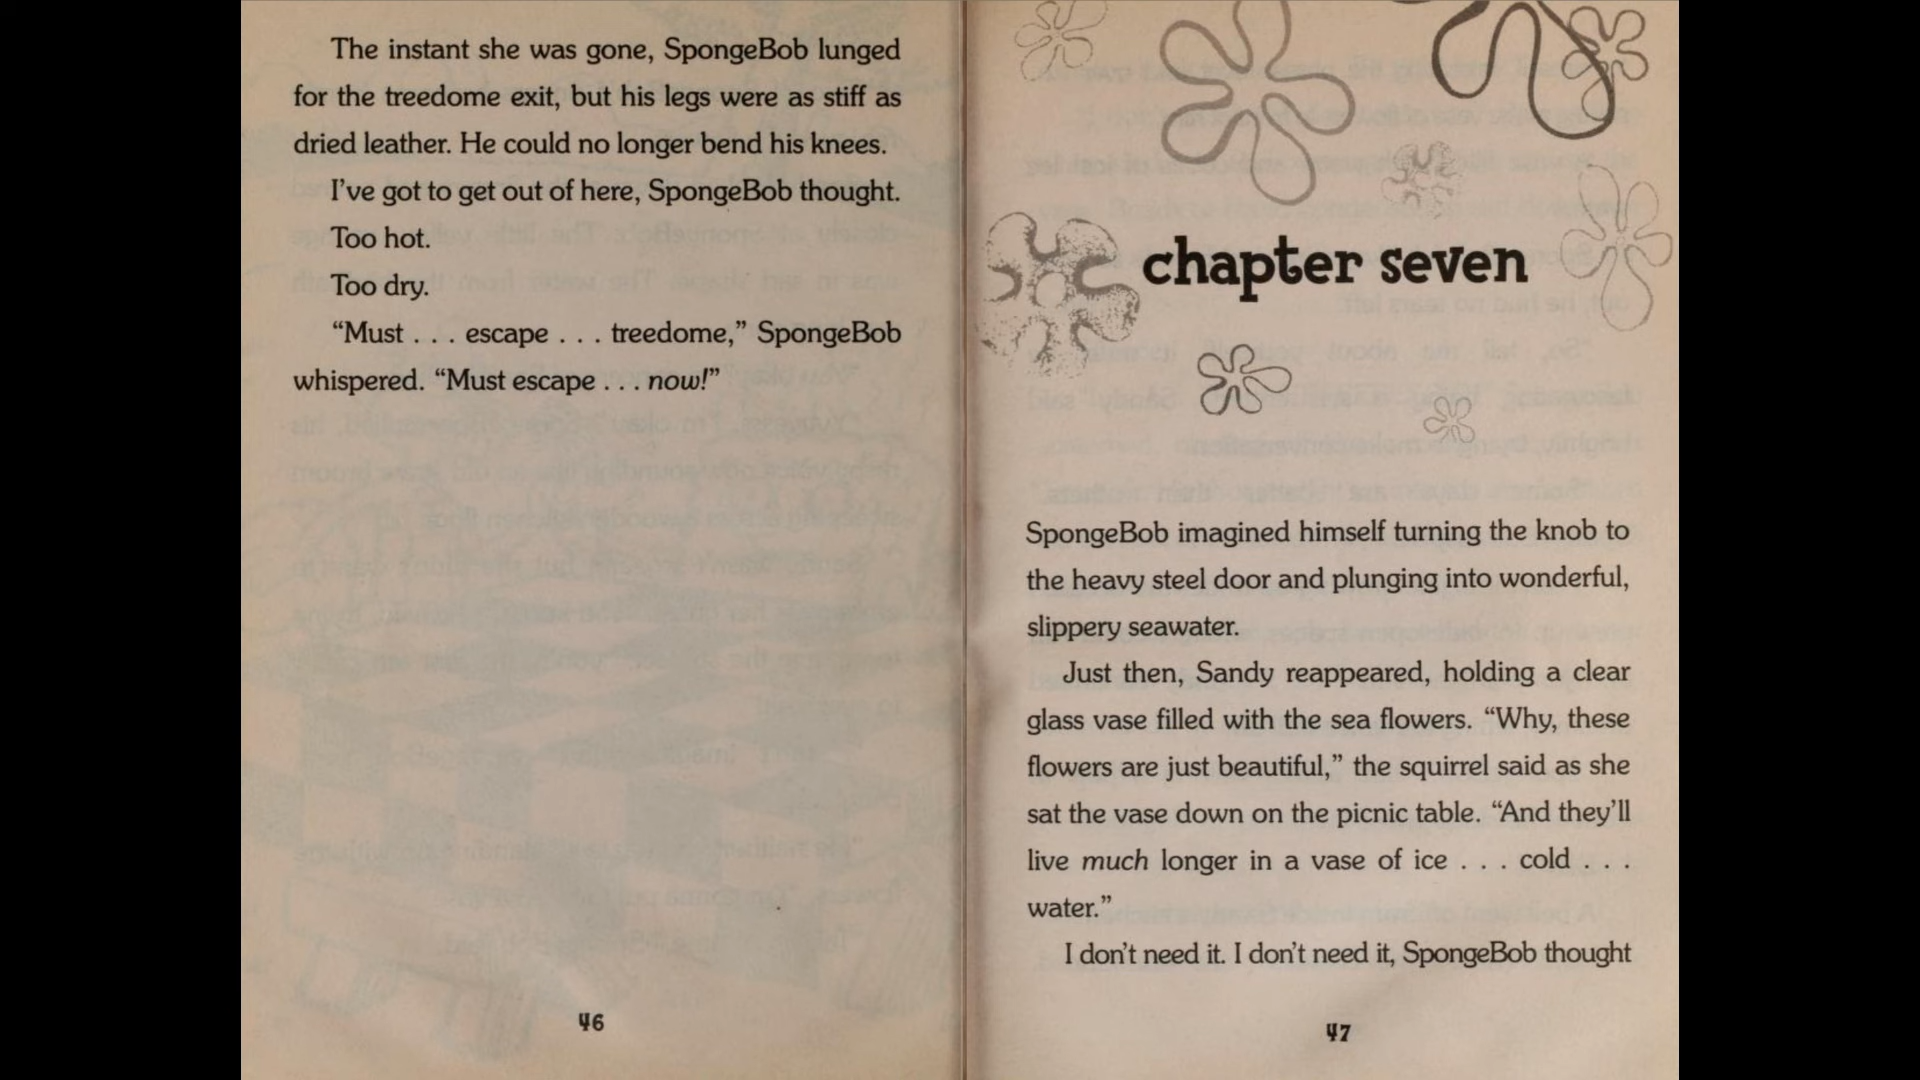 The instant she was gone, SpongeBob lunged
for the treedome exit, but his legs were as stiff as
dried leather. He could no longer bend his knees.
I’ve got to get out of here, SpongeBob thought.
Too hot.
Too dry.
“Must . . . escape . . . treedome,” SpongeBob
whispered. “Must escape . . . now!”
46
chapter seven
SpongeBob imagined himself turning the knob to
the heavy steel door and plunging into wonderful,
slippery seawater.
Just then, Sandy reappeared, holding a clear
glass vase filled with the sea flowers. “Why, these
flowers are just beautiful,” the squirrel said as she
sat the vase down on the picnic table. “And they’ll
live much longer in a vase of ice . . . cold . . .
water.”
I don’t need it. I don’t need it, SpongeBob thought
47